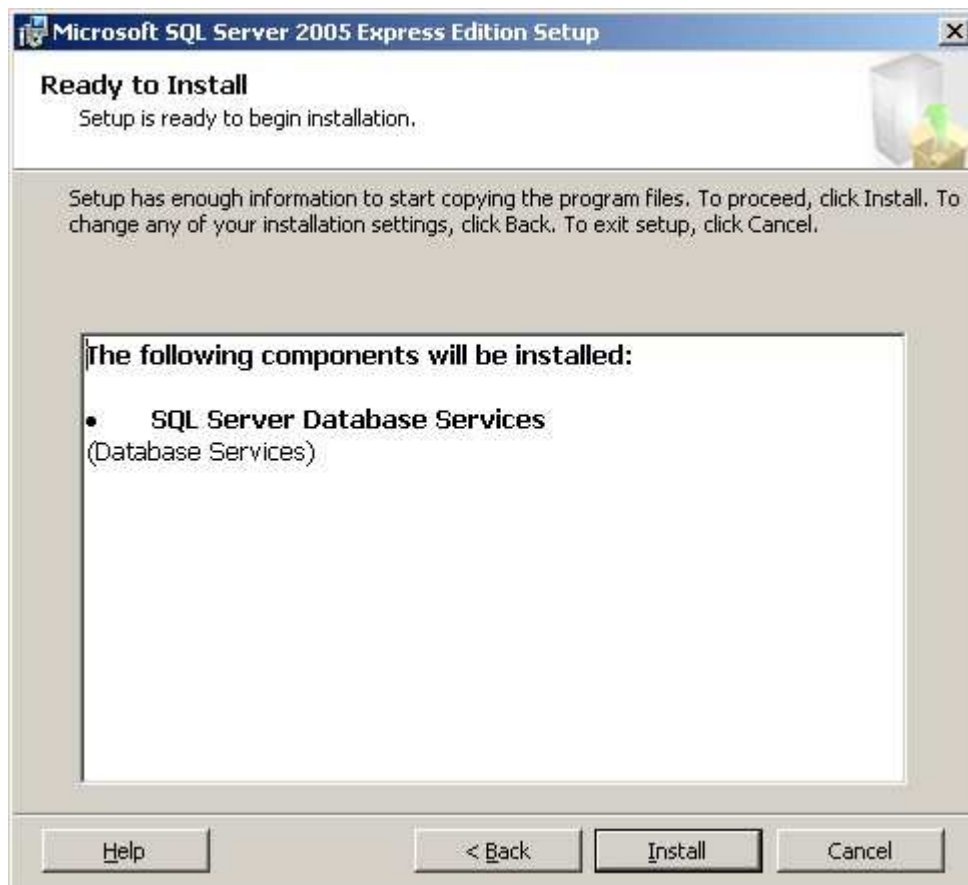 Microsoft SQL Server 2005 Express Edition Setup
Ready to Install
Setup is ready to begin installation.
Setup has enough information to start copying the program files. To proceed, click Install. To
change any of your installation settings, click Back. To exit setup, click Cancel.
The following components will be installed:
• SQL Server Database Services
(Database Services)
Help
< Back
Install
Cancel